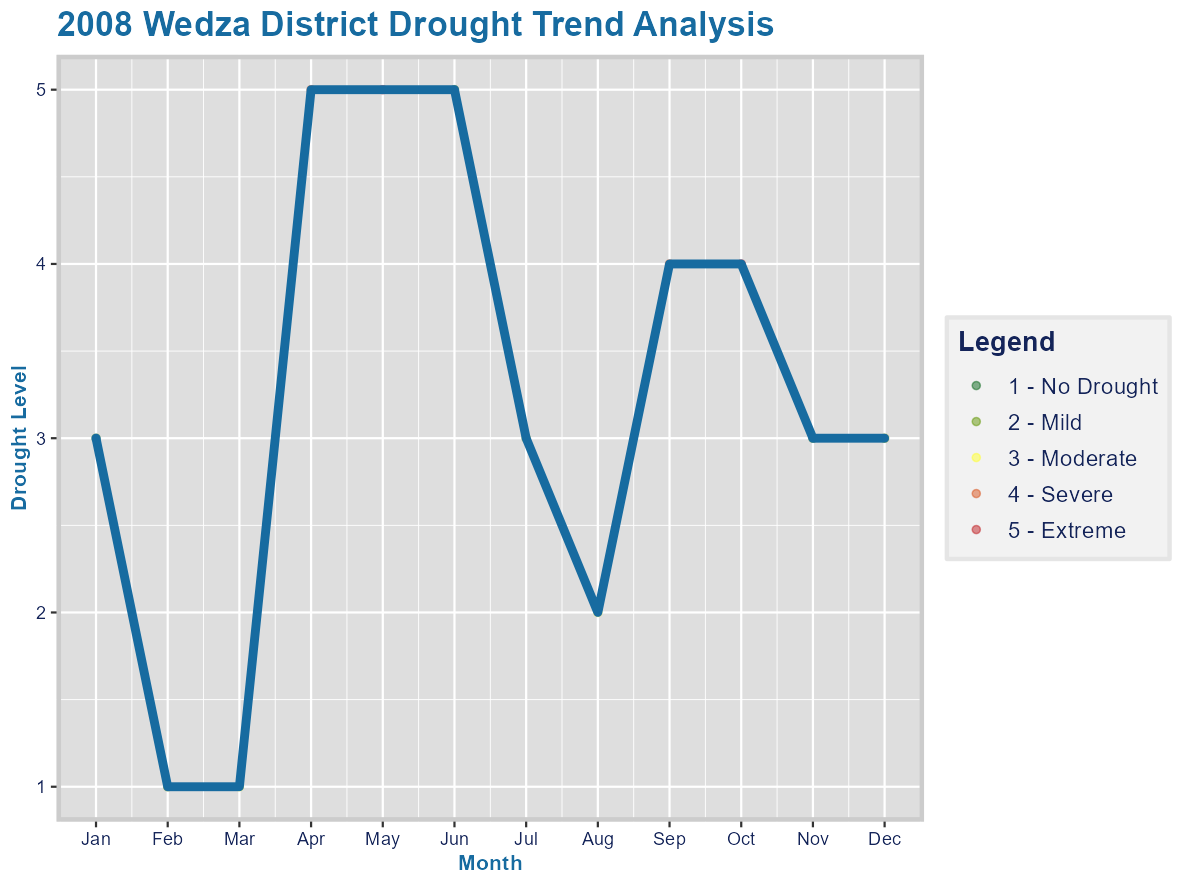 2008 Wedza District Drought Trend Analysis
Drought Level
5
4
3
2
1
Jan Feb Mar Apr May Jun Jul Aug Sep Oct Nov Dec
Month
Legend
1 - No Drought
2 - Mild
3 - Moderate
4 - Severe
5 - Extreme